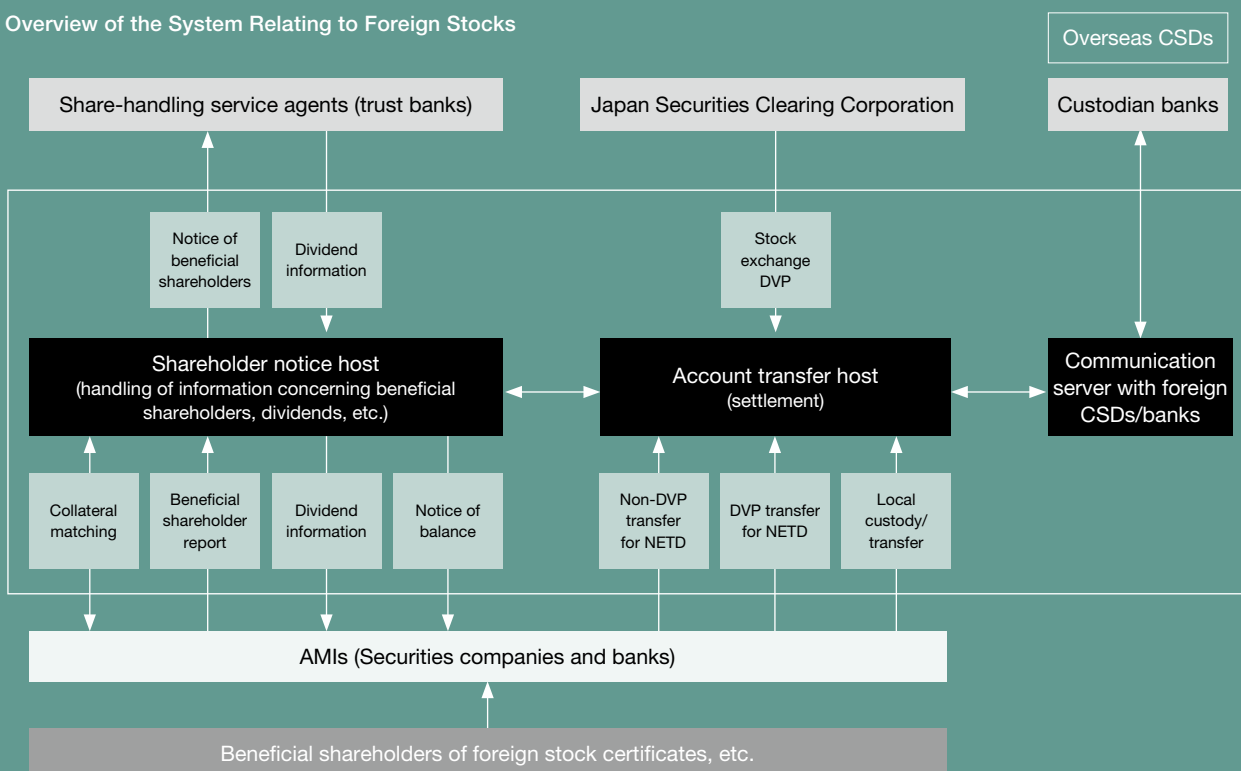 Overview of the System Relating to Foreign Stocks
Overseas CSDs
Share-handling service agents (trust banks)
Japan Securities Clearing Corporation
Custodian banks
Notice of
beneficial
shareholders
Dividend
information
Stock
exchange
DVP
Shareholder notice host
(handling of information concerning beneficial
shareholders, dividends, etc.)
Account transfer host
(settlement)
Communication
server with foreign
CSDs/banks
Collateral
matching
Beneficial
shareholder
report
Dividend
information
Notice of
balance
Non-DVP
transfer
for NETD
DVP transfer
for NETD
Local
custody/
transfer
AMIs (Securities companies and banks)
Beneficial shareholders of foreign stock certificates, etc.